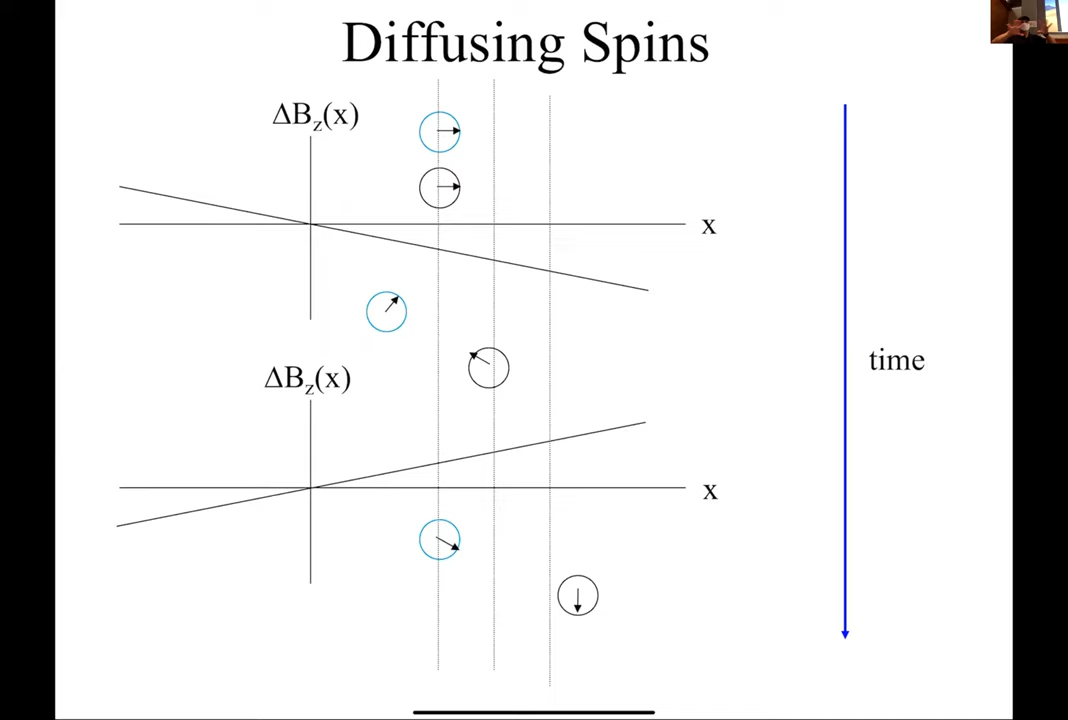 Diffusing Spins
ΔBz(x)
x
time
ΔBz(x)
x